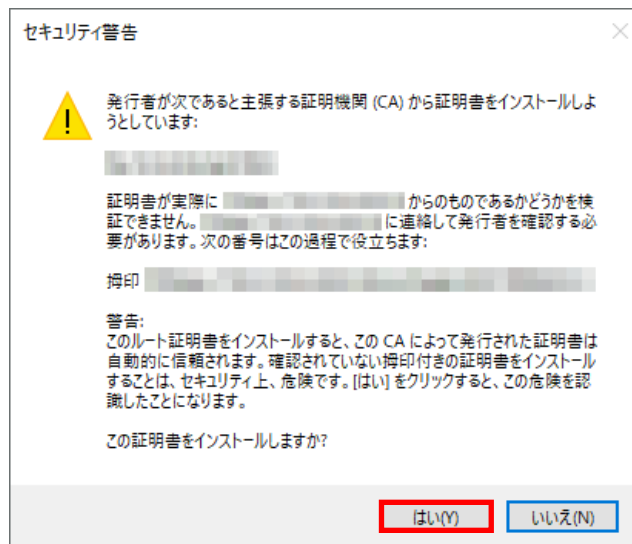 セキュリティ警告
発行者が次であると主張する証明機関 (CA) から証明書をインストールしよ
うとしています:
証明書が実際に からのものであるかどうかを検
証できません。 に連絡して発行者を確認する必
要があります。次の番号はこの過程で役立ちます:
拇印
警告:
このルート証明書をインストールすると、この CA によって発行された証明書は
自動的に信頼されます。確認されていない拇印付きの証明書をインストール
することは、セキュリティ上、危険です。[はい] をクリックすると、この危険を認
識したことになります。
この証明書をインストールしますか?
はい(Y) いいえ(N)